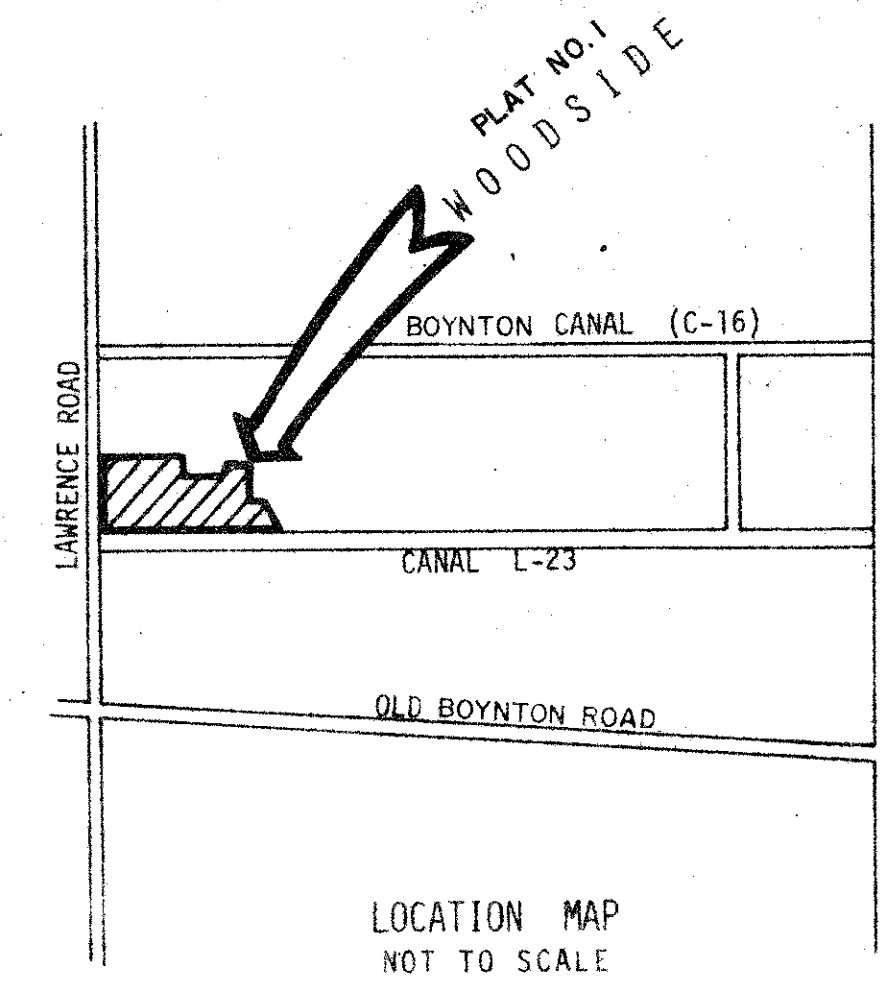 PLAT NO. 1
WOODSIDE
BOYNTON CANAL (C-16)
LAWRENCE ROAD
CANAL L-23
OLD BOYNTON ROAD
LOCATION MAP
NOT TO SCALE